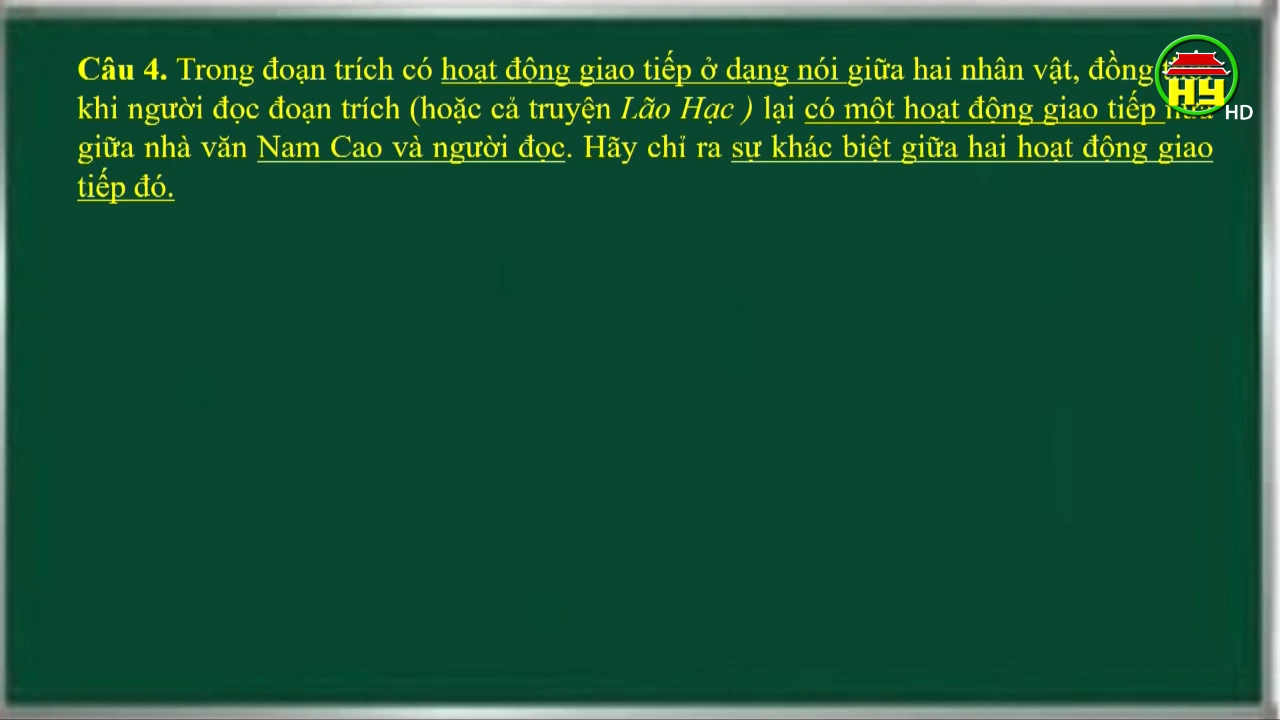 Câu 4. Trong đoạn trích có hoạt động giao tiếp ở dạng nói giữa hai nhân vật, đồng
khi người đọc đoạn trích (hoặc cả truyện Lão Hạc ) lại có một hoạt động giao tiếp
giữa nhà văn Nam Cao và người đọc. Hãy chỉ ra sự khác biệt giữa hai hoạt động giao
tiếp đó.
HY
HD